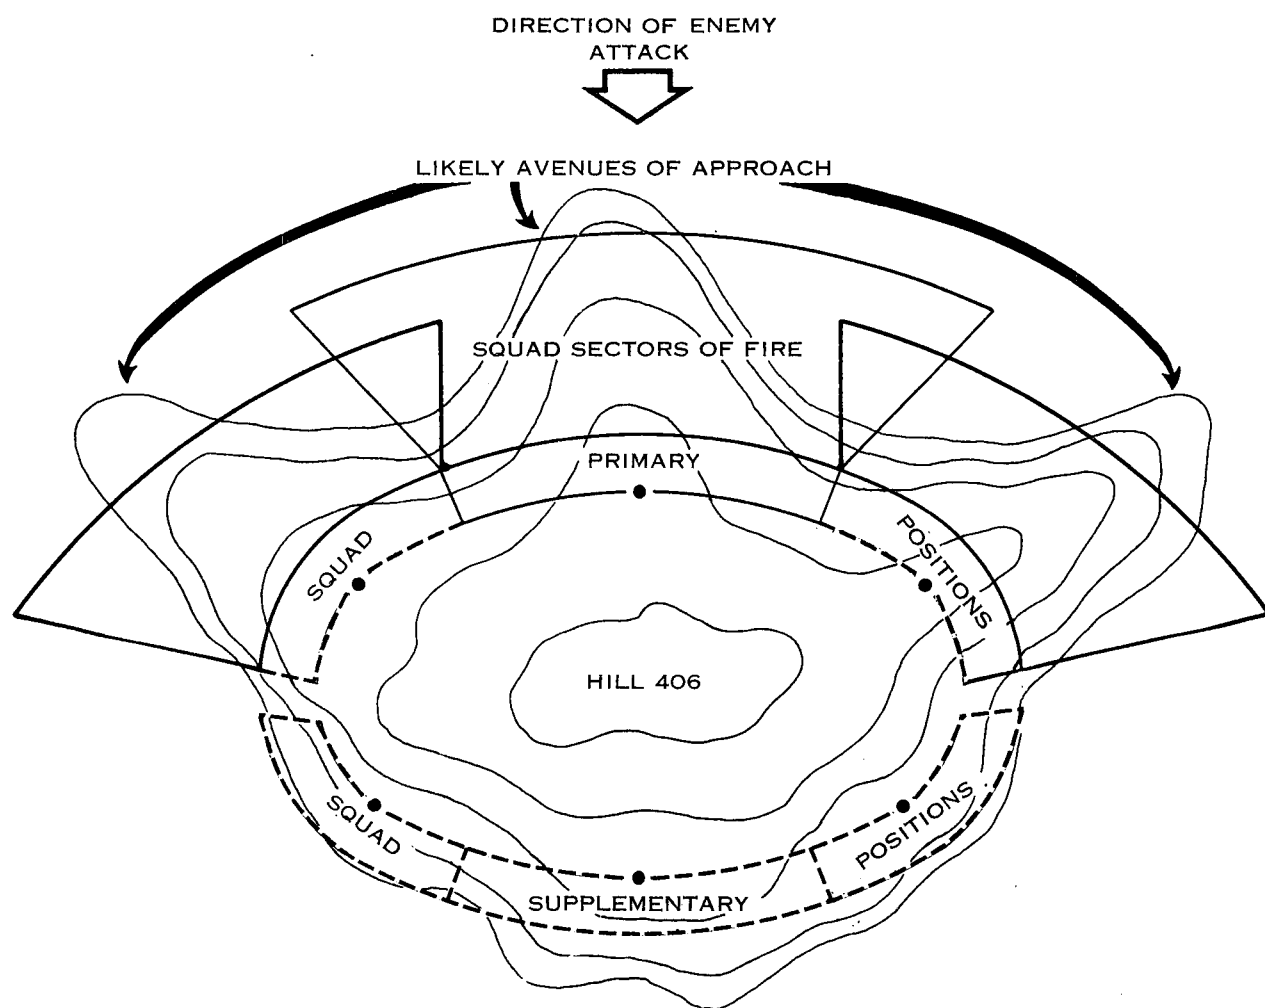 DIRECTION OF ENEMY
ATTACK
LIKELY AVENUES OF APPROACH
SQUAD SECTORS OF FIRE
PRIMARY
SQUAD
POSITIONS
HILL 406
SQUAD
POSITIONS
SUPPLEMENTARY